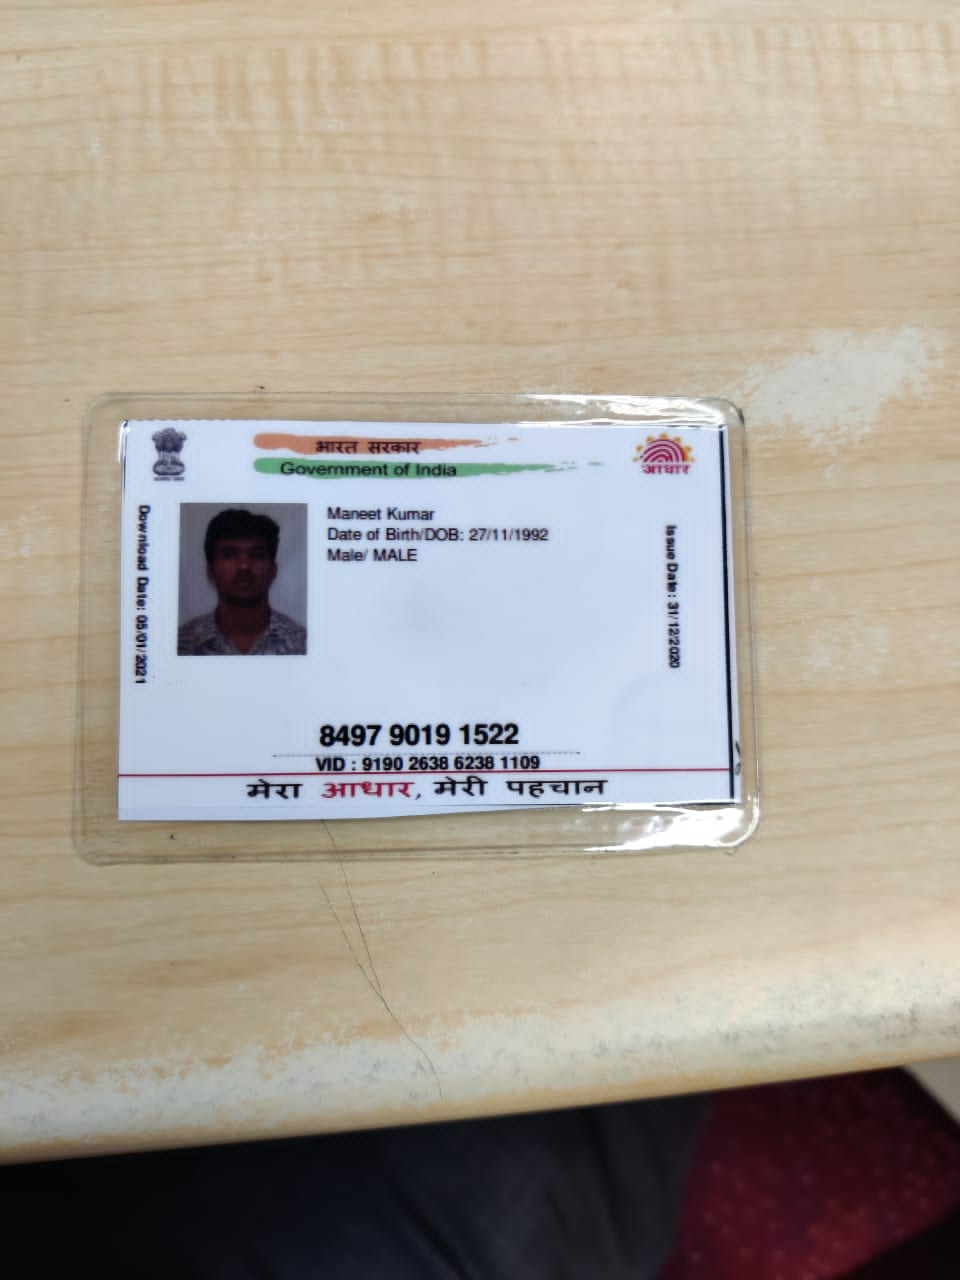 भारत सरकार
Government of India
आधार
Download Date: 05/01/2021
Maneet Kumar
Date of Birth/DOB: 27/11/1992
Male/ MALE
Issue Date: 31/12/2020
8497 9019 1522
VID : 9190 2638 6238 1109
मेरा आधार, मेरी पहचान